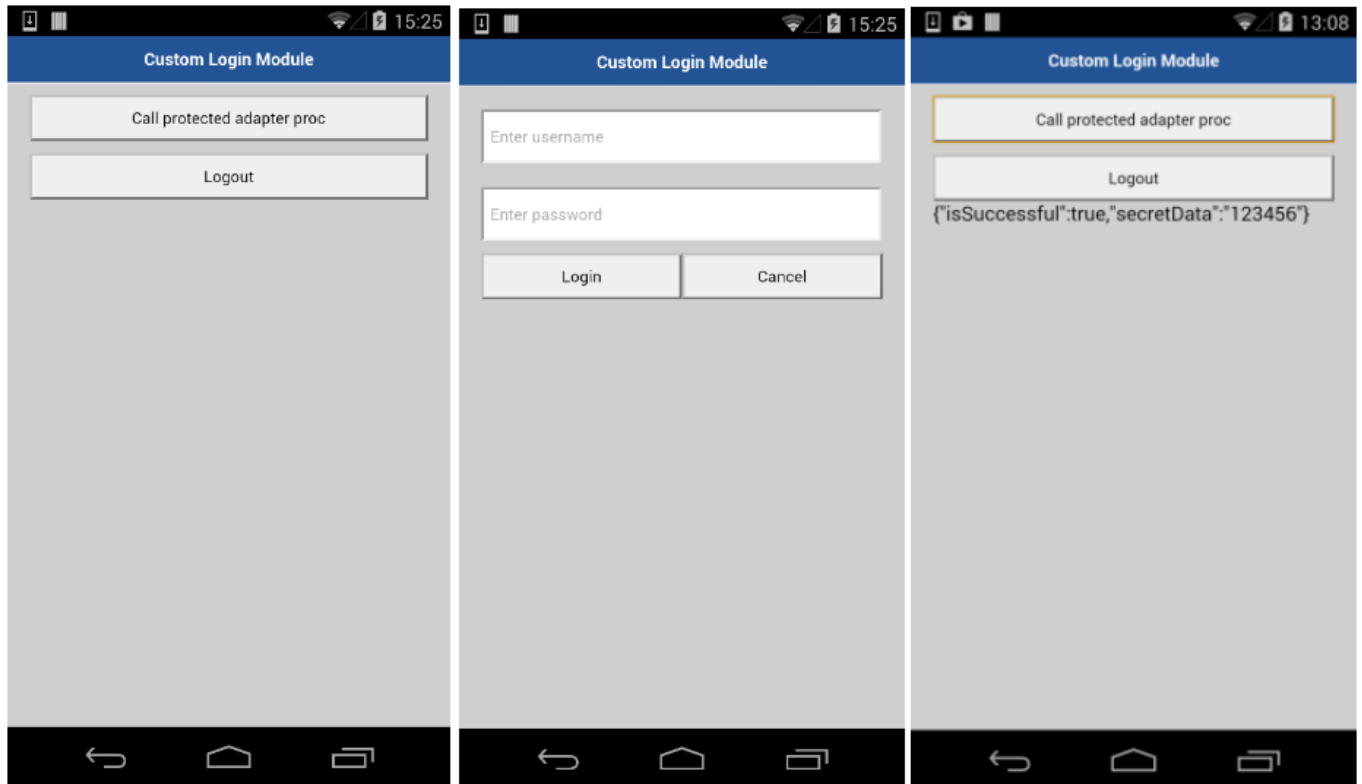 15:25
Custom Login Module
Call protected adapter proc
Logout
15:25
Custom Login Module
Enter username
Enter password
Login Cancel
13:08
Custom Login Module
Call protected adapter proc
Logout
{"isSuccessful":true,"secretData":"123456"}